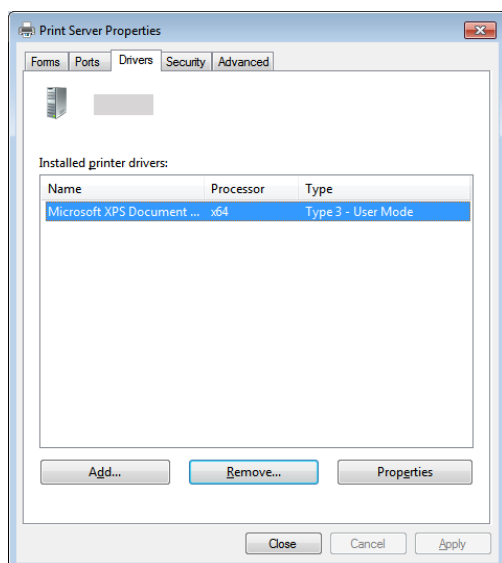 Print Server Properties
Forms Ports Drivers Security Advanced
Installed printer drivers:
Name Processor Type
Microsoft XPS Document ... x64 Type 3 - User Mode
Add... Remove... Properties
Close Cancel Apply